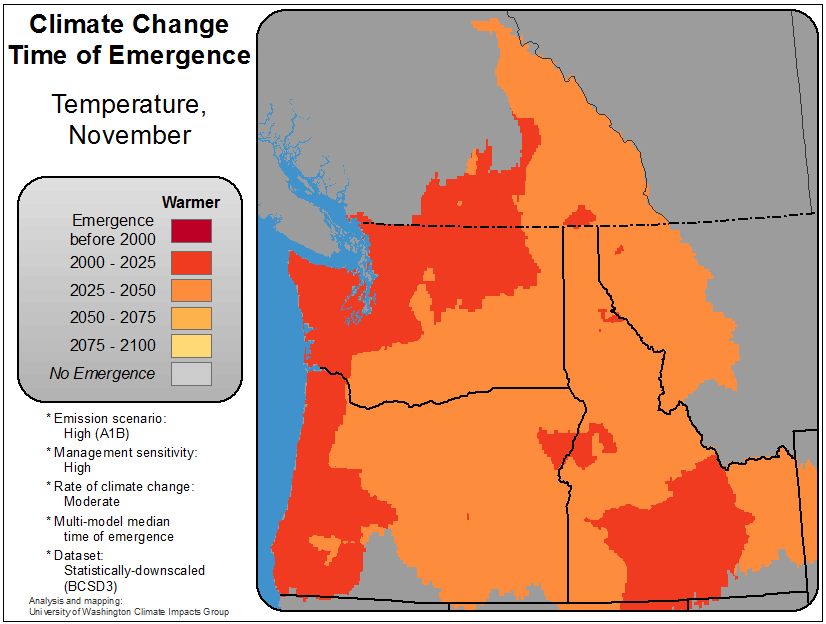 Climate Change
Time of Emergence
Temperature,
November
Warmer
Emergence
before 2000
2000 - 2025
2025 - 2050
2050 - 2075
2075 - 2100
No Emergence
* Emission scenario:
High (A1B)
* Management sensitivity:
High
* Rate of climate change:
Moderate
* Multi-model median
time of emergence
* Dataset:
Statistically-downscaled
(BCSD3)
Analysis and mapping:
University of Washington Climate Impacts Group